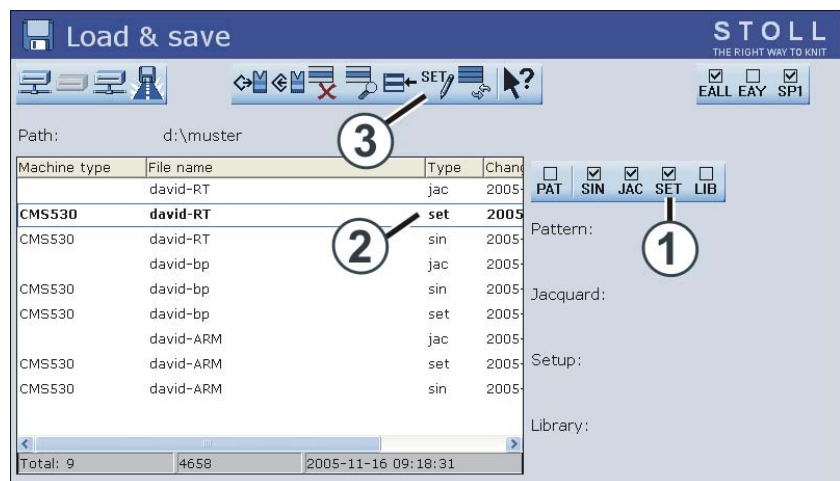 Load & save
STOLL
THE RIGHT WAY TO KNIT
SET
?
EALL EAY SP1
3
Path: d:\muster
Machine type File name Type Chang
david-RT jac 2005-
CMS530 david-RT set 2005
CMS530 david-RT sin 2005-
david-bp jac 2005-
CMS530 david-bp sin 2005-
CMS530 david-bp set 2005-
david-ARM jac 2005-
CMS530 david-ARM set 2005-
CMS530 david-ARM sin 2005-
2
Total: 9 4658 2005-11-16 09:18:31
PAT SIN JAC SET LIB
1
Pattern:
Jacquard:
Setup:
Library: